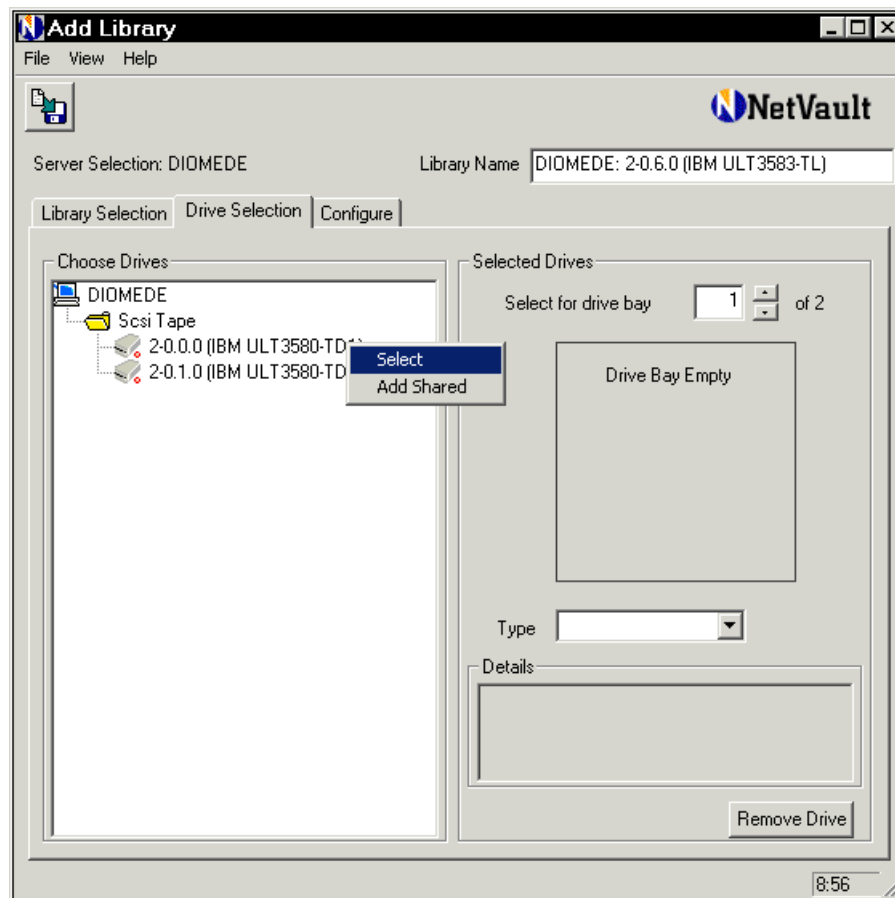 Add Library
File View Help
NetVault
Server Selection: DIOMEDE Library Name DIOMEDE: 2-0.6.0 (IBM ULT3583-TL)
Library Selection Drive Selection Configure
Choose Drives Selected Drives
DIOMEDE
Select for drive bay 1 of 2
Scsi Tape
2-0.0.0 (IBM ULT3580-TD1)
Select
2-0.1.0 (IBM ULT3580-TD
Add Shared
Drive Bay Empty
Type
Details
Remove Drive
8:56